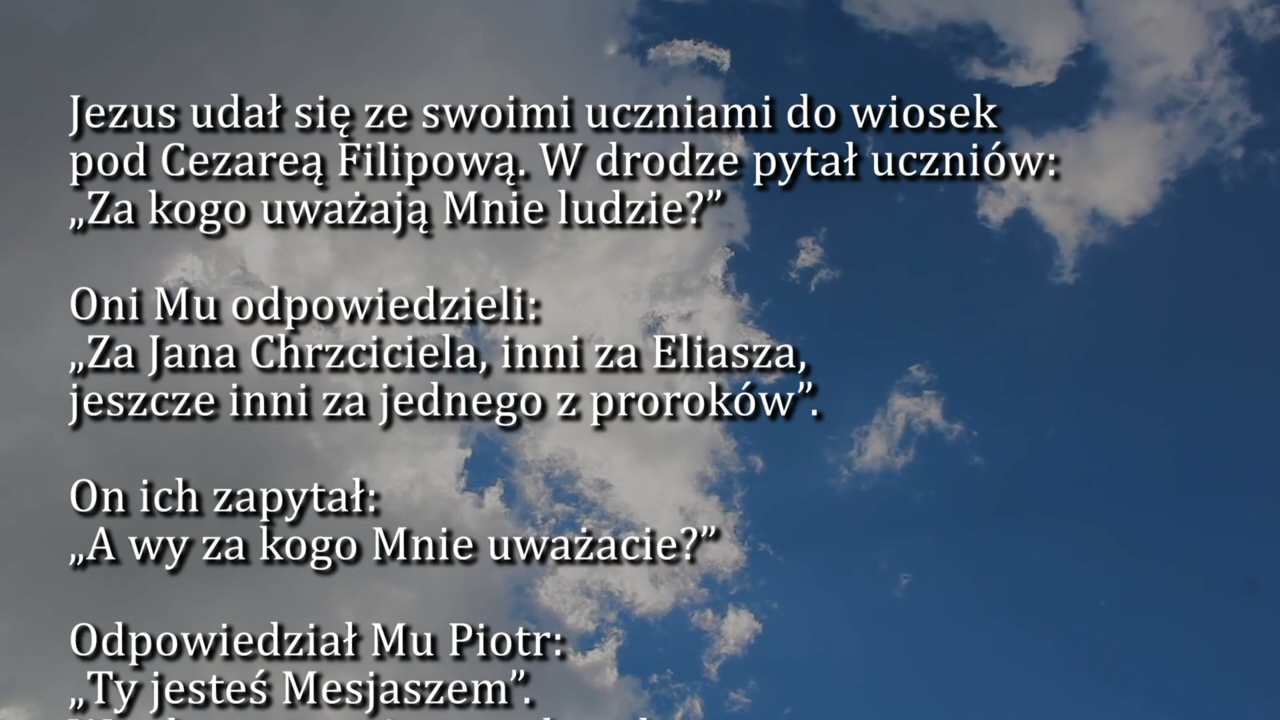 Jezus udał się ze swoimi uczniami do wiosek
pod Cezareą Filipową. W drodze pytał uczniów:
„Za kogo uważają Mnie ludzie?”
Oni Mu odpowiedzieli:
„Za Jana Chrzciciela, inni za Eliasza,
jeszcze inni za jednego z proroków”.
On ich zapytał:
„A wy za kogo Mnie uważacie?”
Odpowiedział Mu Piotr:
„Ty jesteś Mesjaszem”.